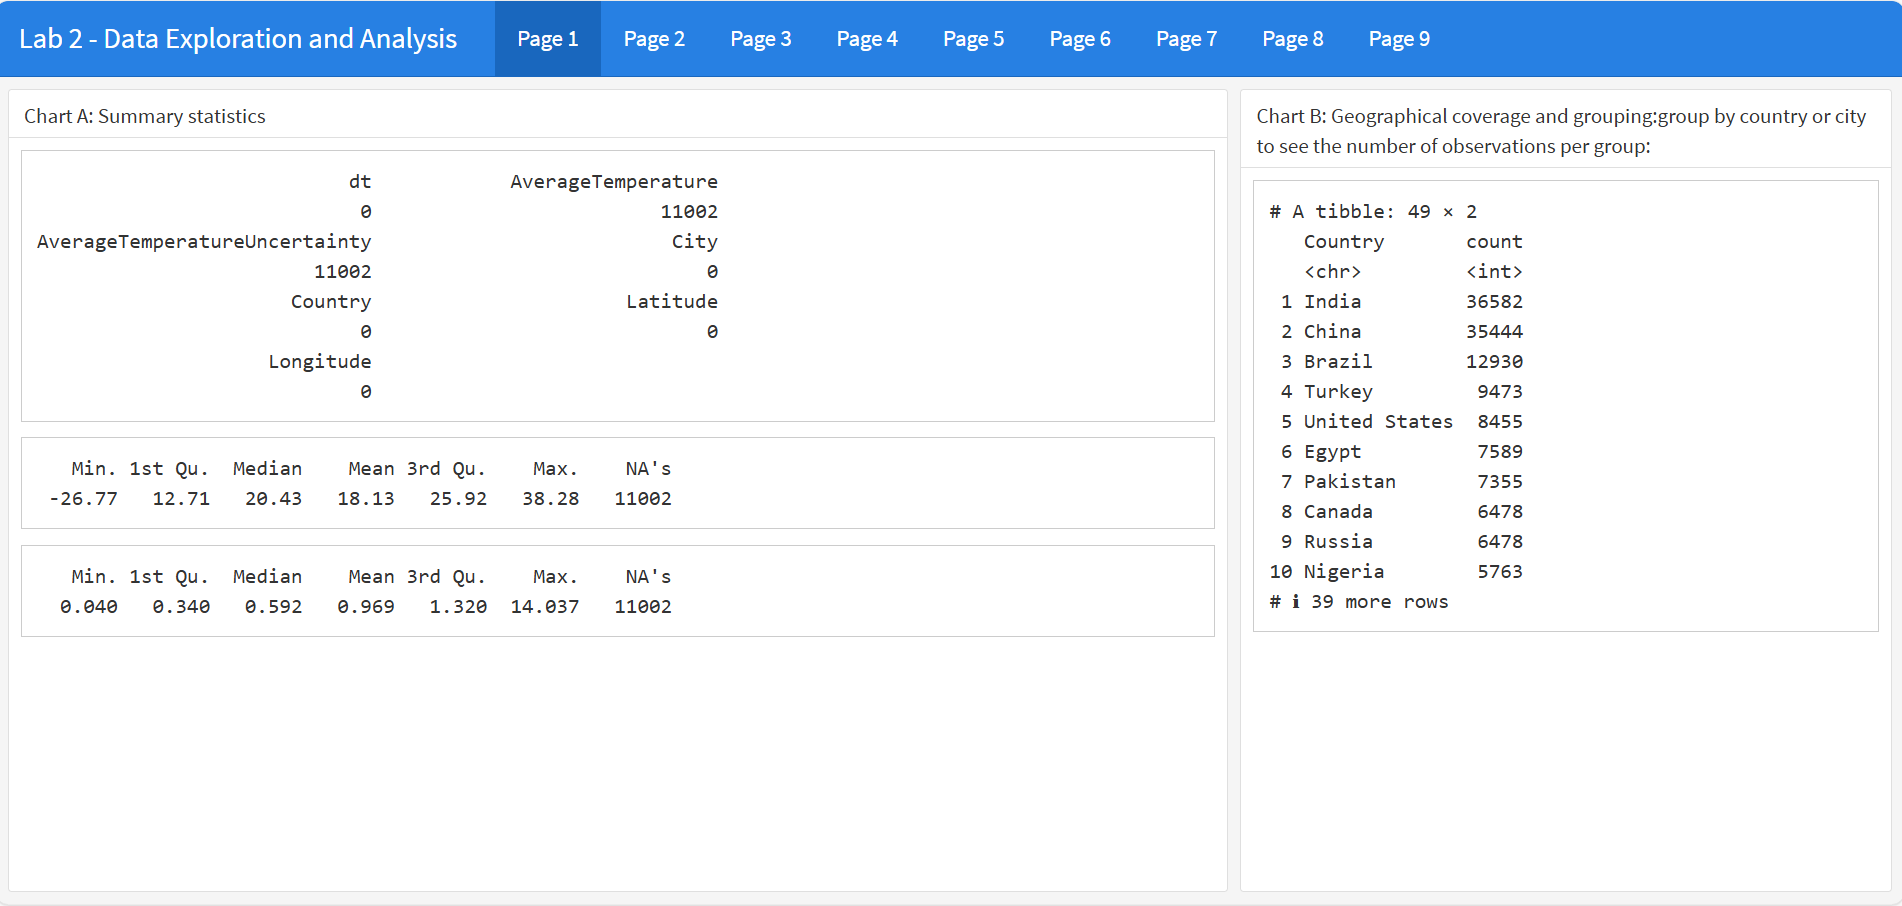 Lab 2 - Data Exploration and Analysis Page 1 Page 2 Page 3 Page 4 Page 5 Page 6 Page 7 Page 8 Page 9
Chart A: Summary statistics
dt AverageTemperature
0 11002
AverageTemperatureUncertainty City
11002 0
Country Latitude
0 0
Longitude
0
Min. 1st Qu. Median Mean 3rd Qu. Max. NA's
-26.77 12.71 20.43 18.13 25.92 38.28 11002
Min. 1st Qu. Median Mean 3rd Qu. Max. NA's
0.040 0.340 0.592 0.969 1.320 14.037 11002
Chart B: Geographical coverage and grouping:group by country or city
to see the number of observations per group:
# A tibble: 49 × 2
Country count
<chr> <int>
1 India 36582
2 China 35444
3 Brazil 12930
4 Turkey 9473
5 United States 8455
6 Egypt 7589
7 Pakistan 7355
8 Canada 6478
9 Russia 6478
10 Nigeria 5763
# ℹ 39 more rows